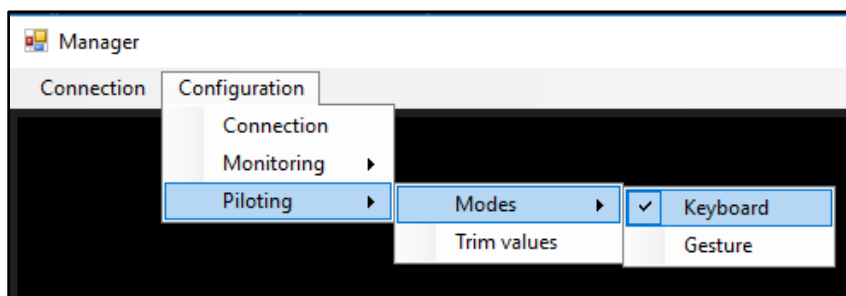 Manager
Connection Configuration
Connection
Monitoring
Piloting Modes Keyboard
Trim values Gesture